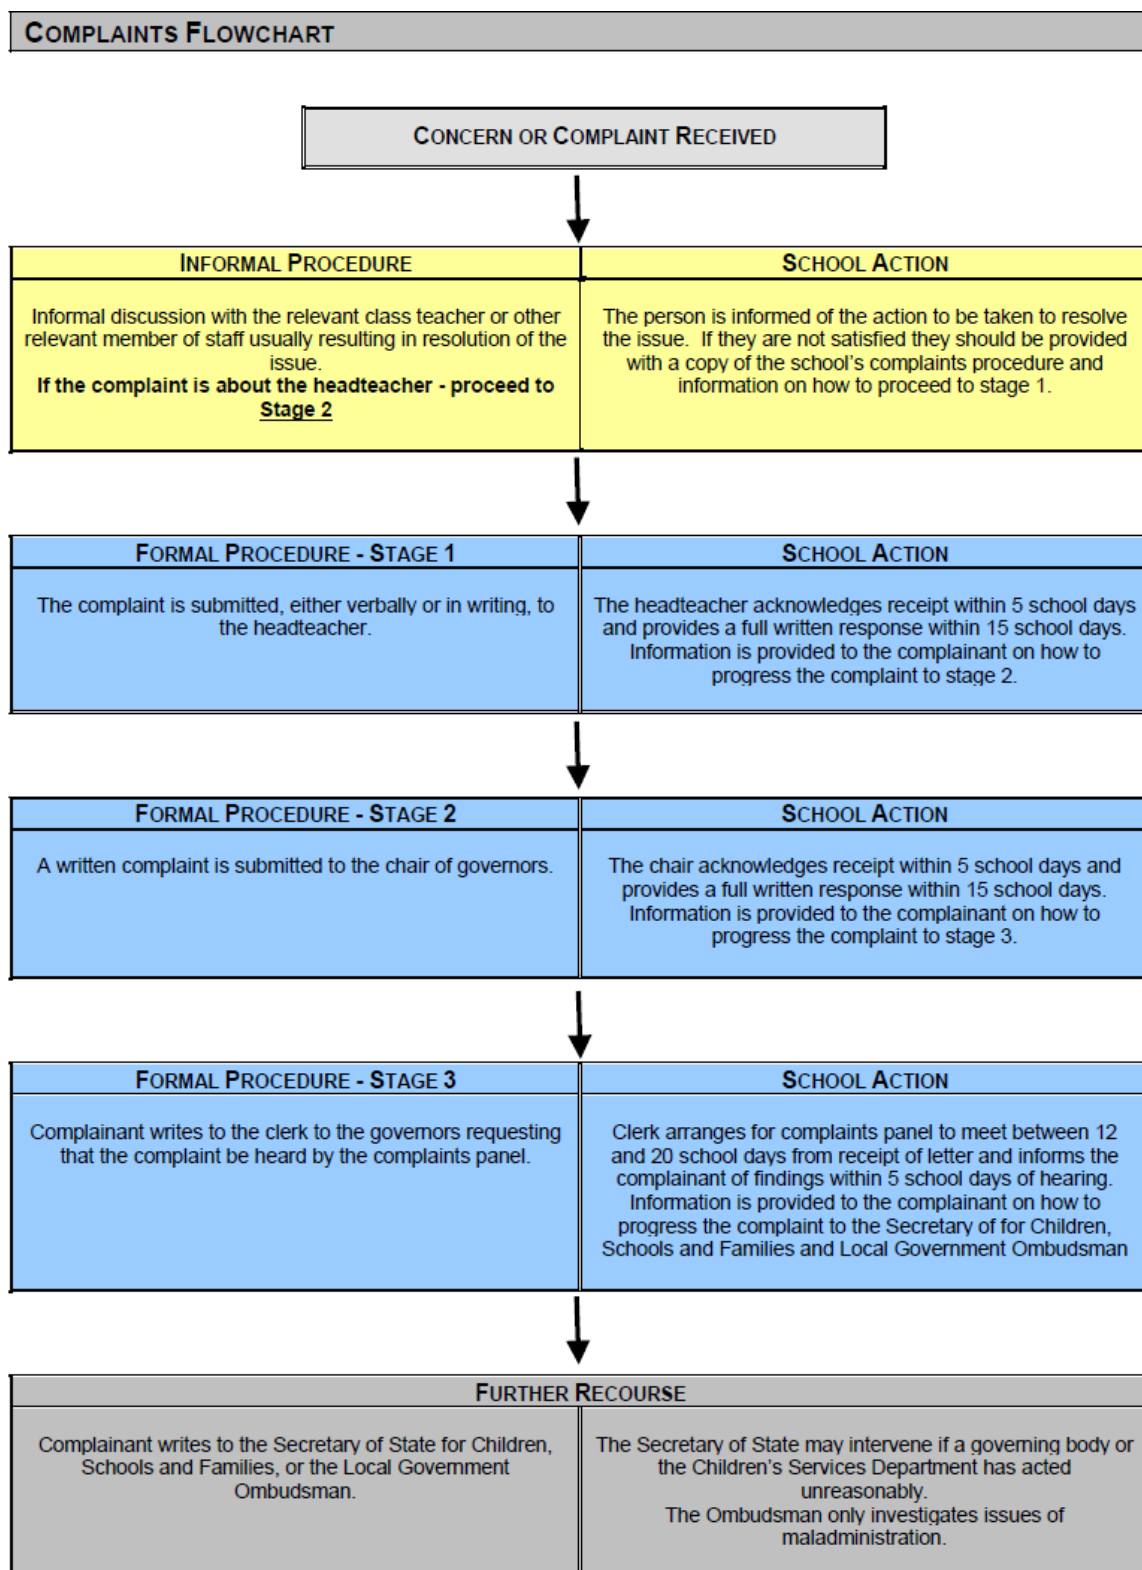 COMPLAINTS FLOWCHART
CONCERN OR COMPLAINT RECEIVED
INFORMAL PROCEDURE
Informal discussion with the relevant class teacher or other
relevant member of staff usually resulting in resolution of the
issue.
If the complaint is about the headteacher - proceed to
Stage 2
SCHOOL ACTION
The person is informed of the action to be taken to resolve
the issue.  If they are not satisfied they should be provided
with a copy of the school's complaints procedure and
information on how to proceed to stage 1.
FORMAL PROCEDURE - STAGE 1
The complaint is submitted, either verbally or in writing, to
the headteacher.
SCHOOL ACTION
The headteacher acknowledges receipt within 5 school days
and provides a full written response within 15 school days.
Information is provided to the complainant on how to
progress the complaint to stage 2.
FORMAL PROCEDURE - STAGE 2
A written complaint is submitted to the chair of governors.
SCHOOL ACTION
The chair acknowledges receipt within 5 school days and
provides a full written response within 15 school days.
Information is provided to the complainant on how to
progress the complaint to stage 3.
FORMAL PROCEDURE - STAGE 3
Complainant writes to the clerk to the governors requesting
that the complaint be heard by the complaints panel.
SCHOOL ACTION
Clerk arranges for complaints panel to meet between 12
and 20 school days from receipt of letter and informs the
complainant of findings within 5 school days of hearing.
Information is provided to the complainant on how to
progress the complaint to the Secretary of for Children,
Schools and Families and Local Government Ombudsman
FURTHER RECOURSE
Complainant writes to the Secretary of State for Children,
Schools and Families, or the Local Government
Ombudsman.
The Secretary of State may intervene if a governing body or
the Children's Services Department has acted
unreasonably.
The Ombudsman only investigates issues of
maladministration.